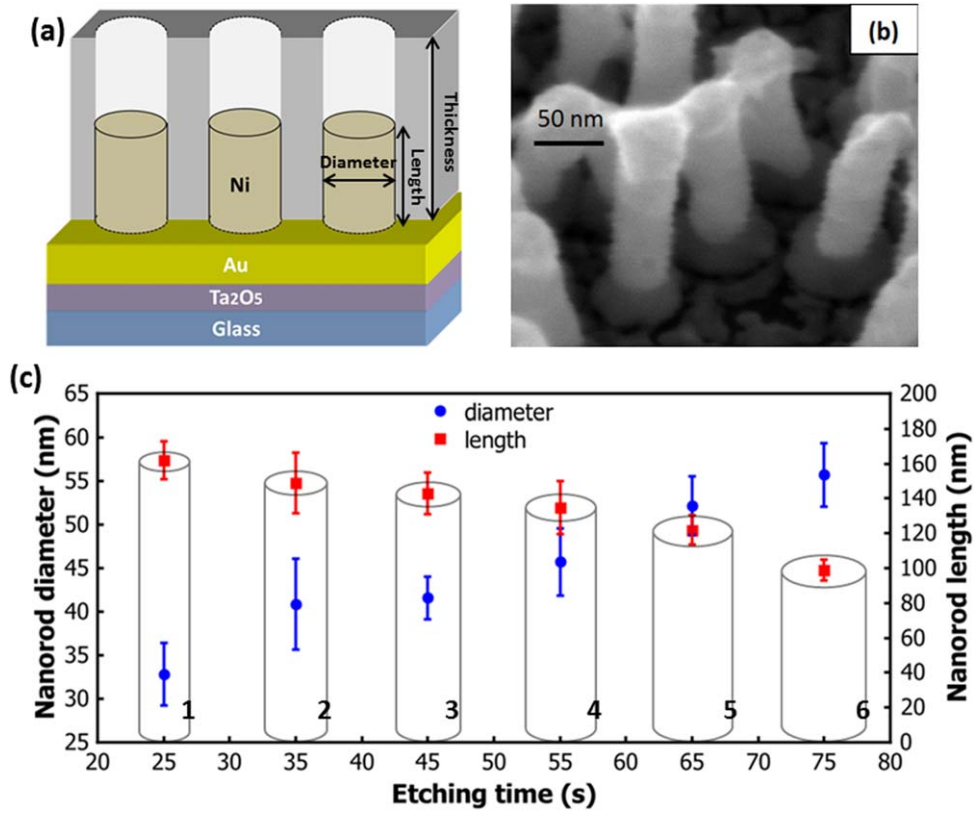 (a)
Thickness
Length
Diameter
Ni
Au
Ta2O5
Glass
(b)
50 nm
(c)
Nanorod diameter (nm)
65
60
55
50
45
40
35
30
25
diameter
length
1
2
3
4
5
6
200
180
160
140
120
100
80
60
40
20
0
Nanorod length (nm)
20 25 30 35 40 45 50 55 60 65 70 75 80
Etching time (s)